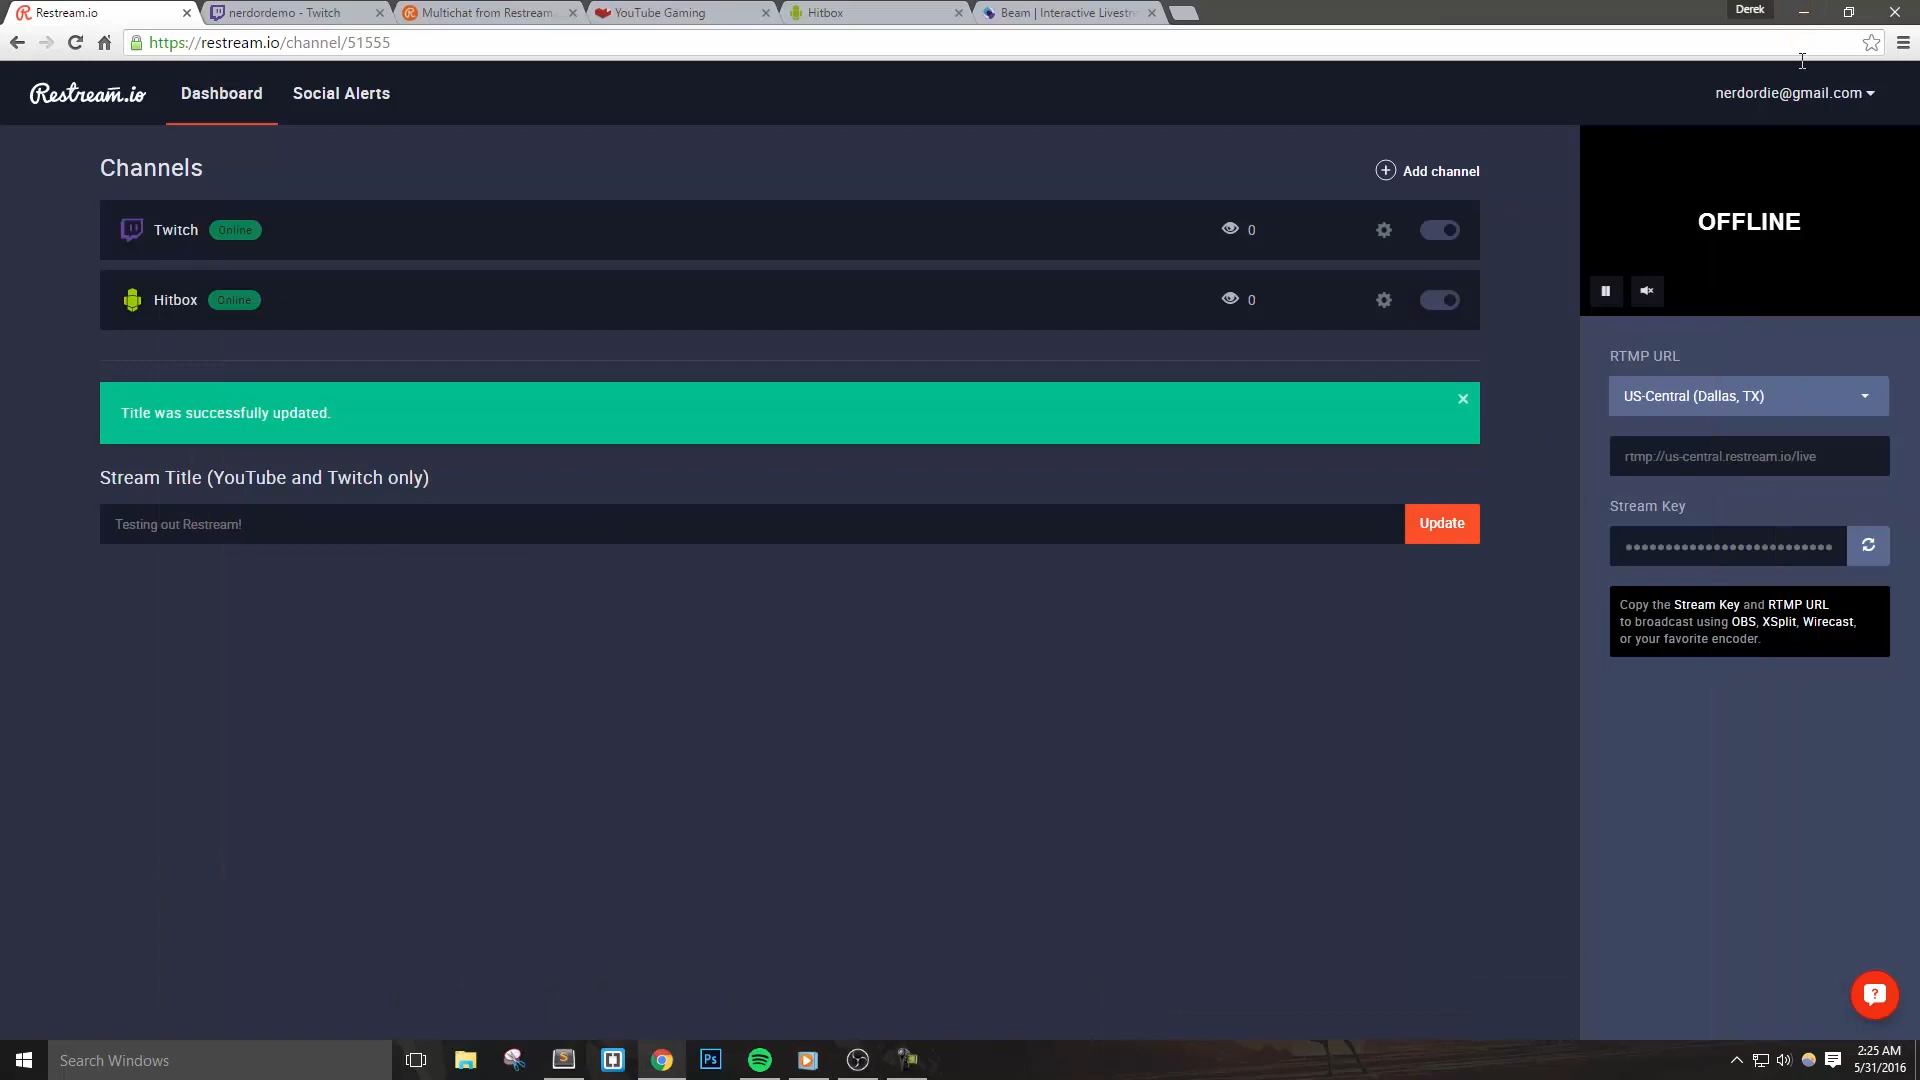 Restream.io
nerdordemo - Twitch
Multichat from Restream
YouTube Gaming
Hitbox
Beam | Interactive Livestre
Derek
https://restream.io/channel/51555
Restream.io
Dashboard
Social Alerts
nerdordie@gmail.com
Channels
Add channel
Twitch
Online
0
Hitbox
Online
0
Title was successfully updated.
Stream Title (YouTube and Twitch only)
Testing out Restream!
Update
OFFLINE
RTMP URL
US-Central (Dallas, TX)
rtmp://us-central.restream.io/live
Stream Key
Copy the Stream Key and RTMP URL
to broadcast using OBS, XSplit, Wirecast,
or your favorite encoder.
Search Windows
S
Ps
2:25 AM
5/31/2016